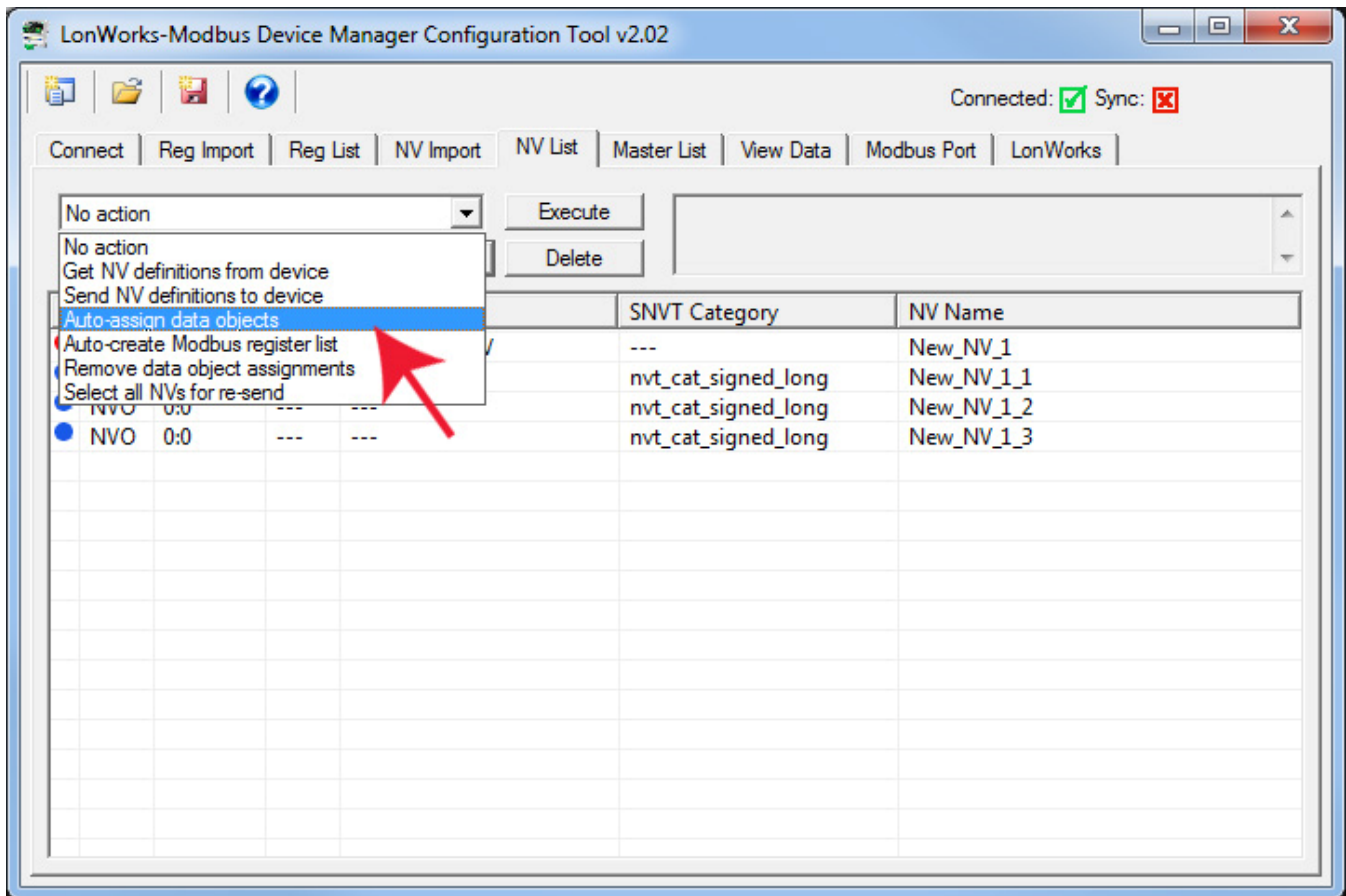 LonWorks-Modbus Device Manager Configuration Tool v2.02
Connected: Sync:
Connect Reg Import Reg List NV Import NV List Master List View Data Modbus Port LonWorks
No action Execute
No action
Get NV definitions from device
Delete
Send NV definitions to device
Auto-assign data objects
SNVT Category NV Name
Auto-create Modbus register list
--- New_NV_1
Remove data object assignments
nvt_cat_signed_long New_NV_1_1
Select all NVs for re-send
NVO 0:0 --- --- nvt_cat_signed_long New_NV_1_2
NVO 0:0 --- --- nvt_cat_signed_long New_NV_1_3